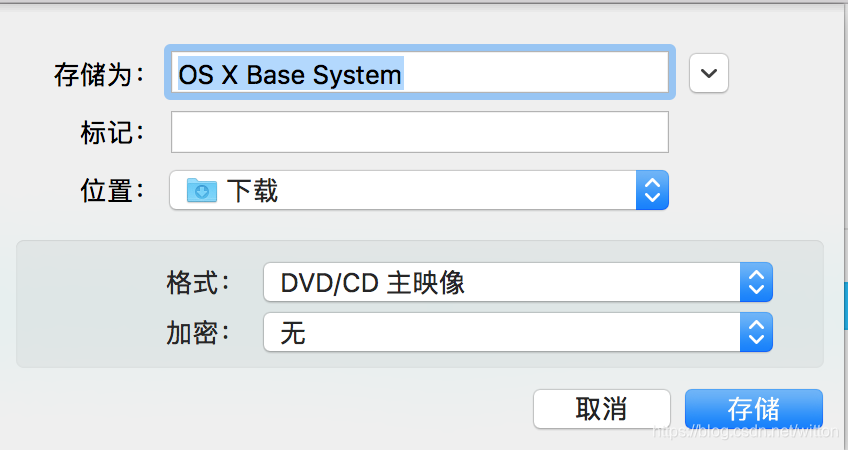 存储为: OS X Base System
标记:
位置: 下载
格式: DVD/CD 主映像
加密: 无
取消 存储
https://blog.csdn.net/witton